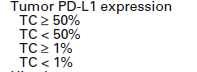 Tumor PD-L1 expression
TC ≥ 50%
TC < 50%
TC ≥ 1%
TC < 1%